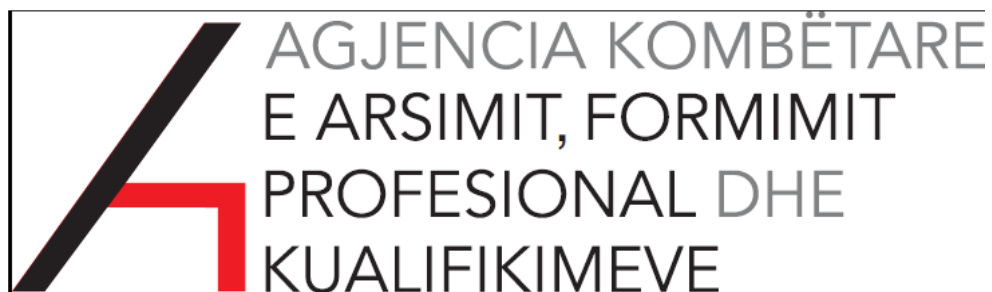 AGJENCIA KOMBËTARE
E ARSIMIT, FORMIMIT
PROFESIONAL DHE
KUALIFIKIMEVE